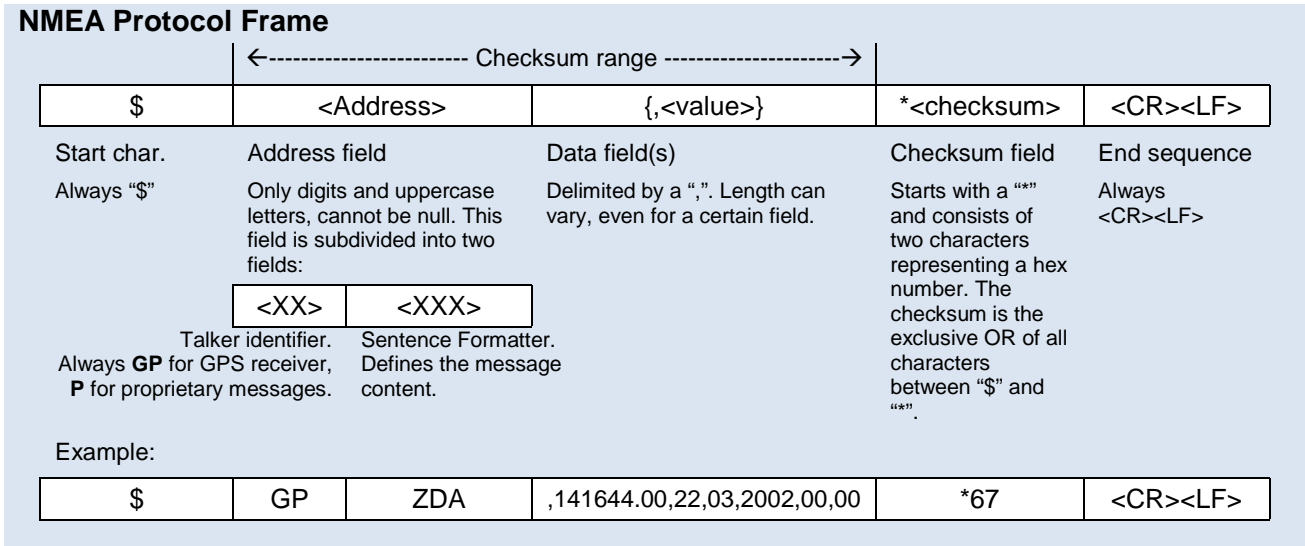 NMEA Protocol Frame
←------------------------- Checksum range ----------------------→
$ <Address> {,<value>} *<checksum> <CR><LF>
Start char. Address field Data field(s) Checksum field End sequence
Always “$”
Only digits and uppercase
letters, cannot be null. This
field is subdivided into two
fields:
Delimited by a “,”. Length can
vary, even for a certain field.
Starts with a “*”
and consists of
two characters
representing a hex
number. The
checksum is the
exclusive OR of all
characters
between “$” and
“*”.
Always
<CR><LF>
<XX> <XXX>
Talker identifier.
Always GP for GPS receiver,
P for proprietary messages.
Sentence Formatter.
Defines the message
content.
Example:
$ GP ZDA ,141644.00,22,03,2002,00,00 *67 <CR><LF>